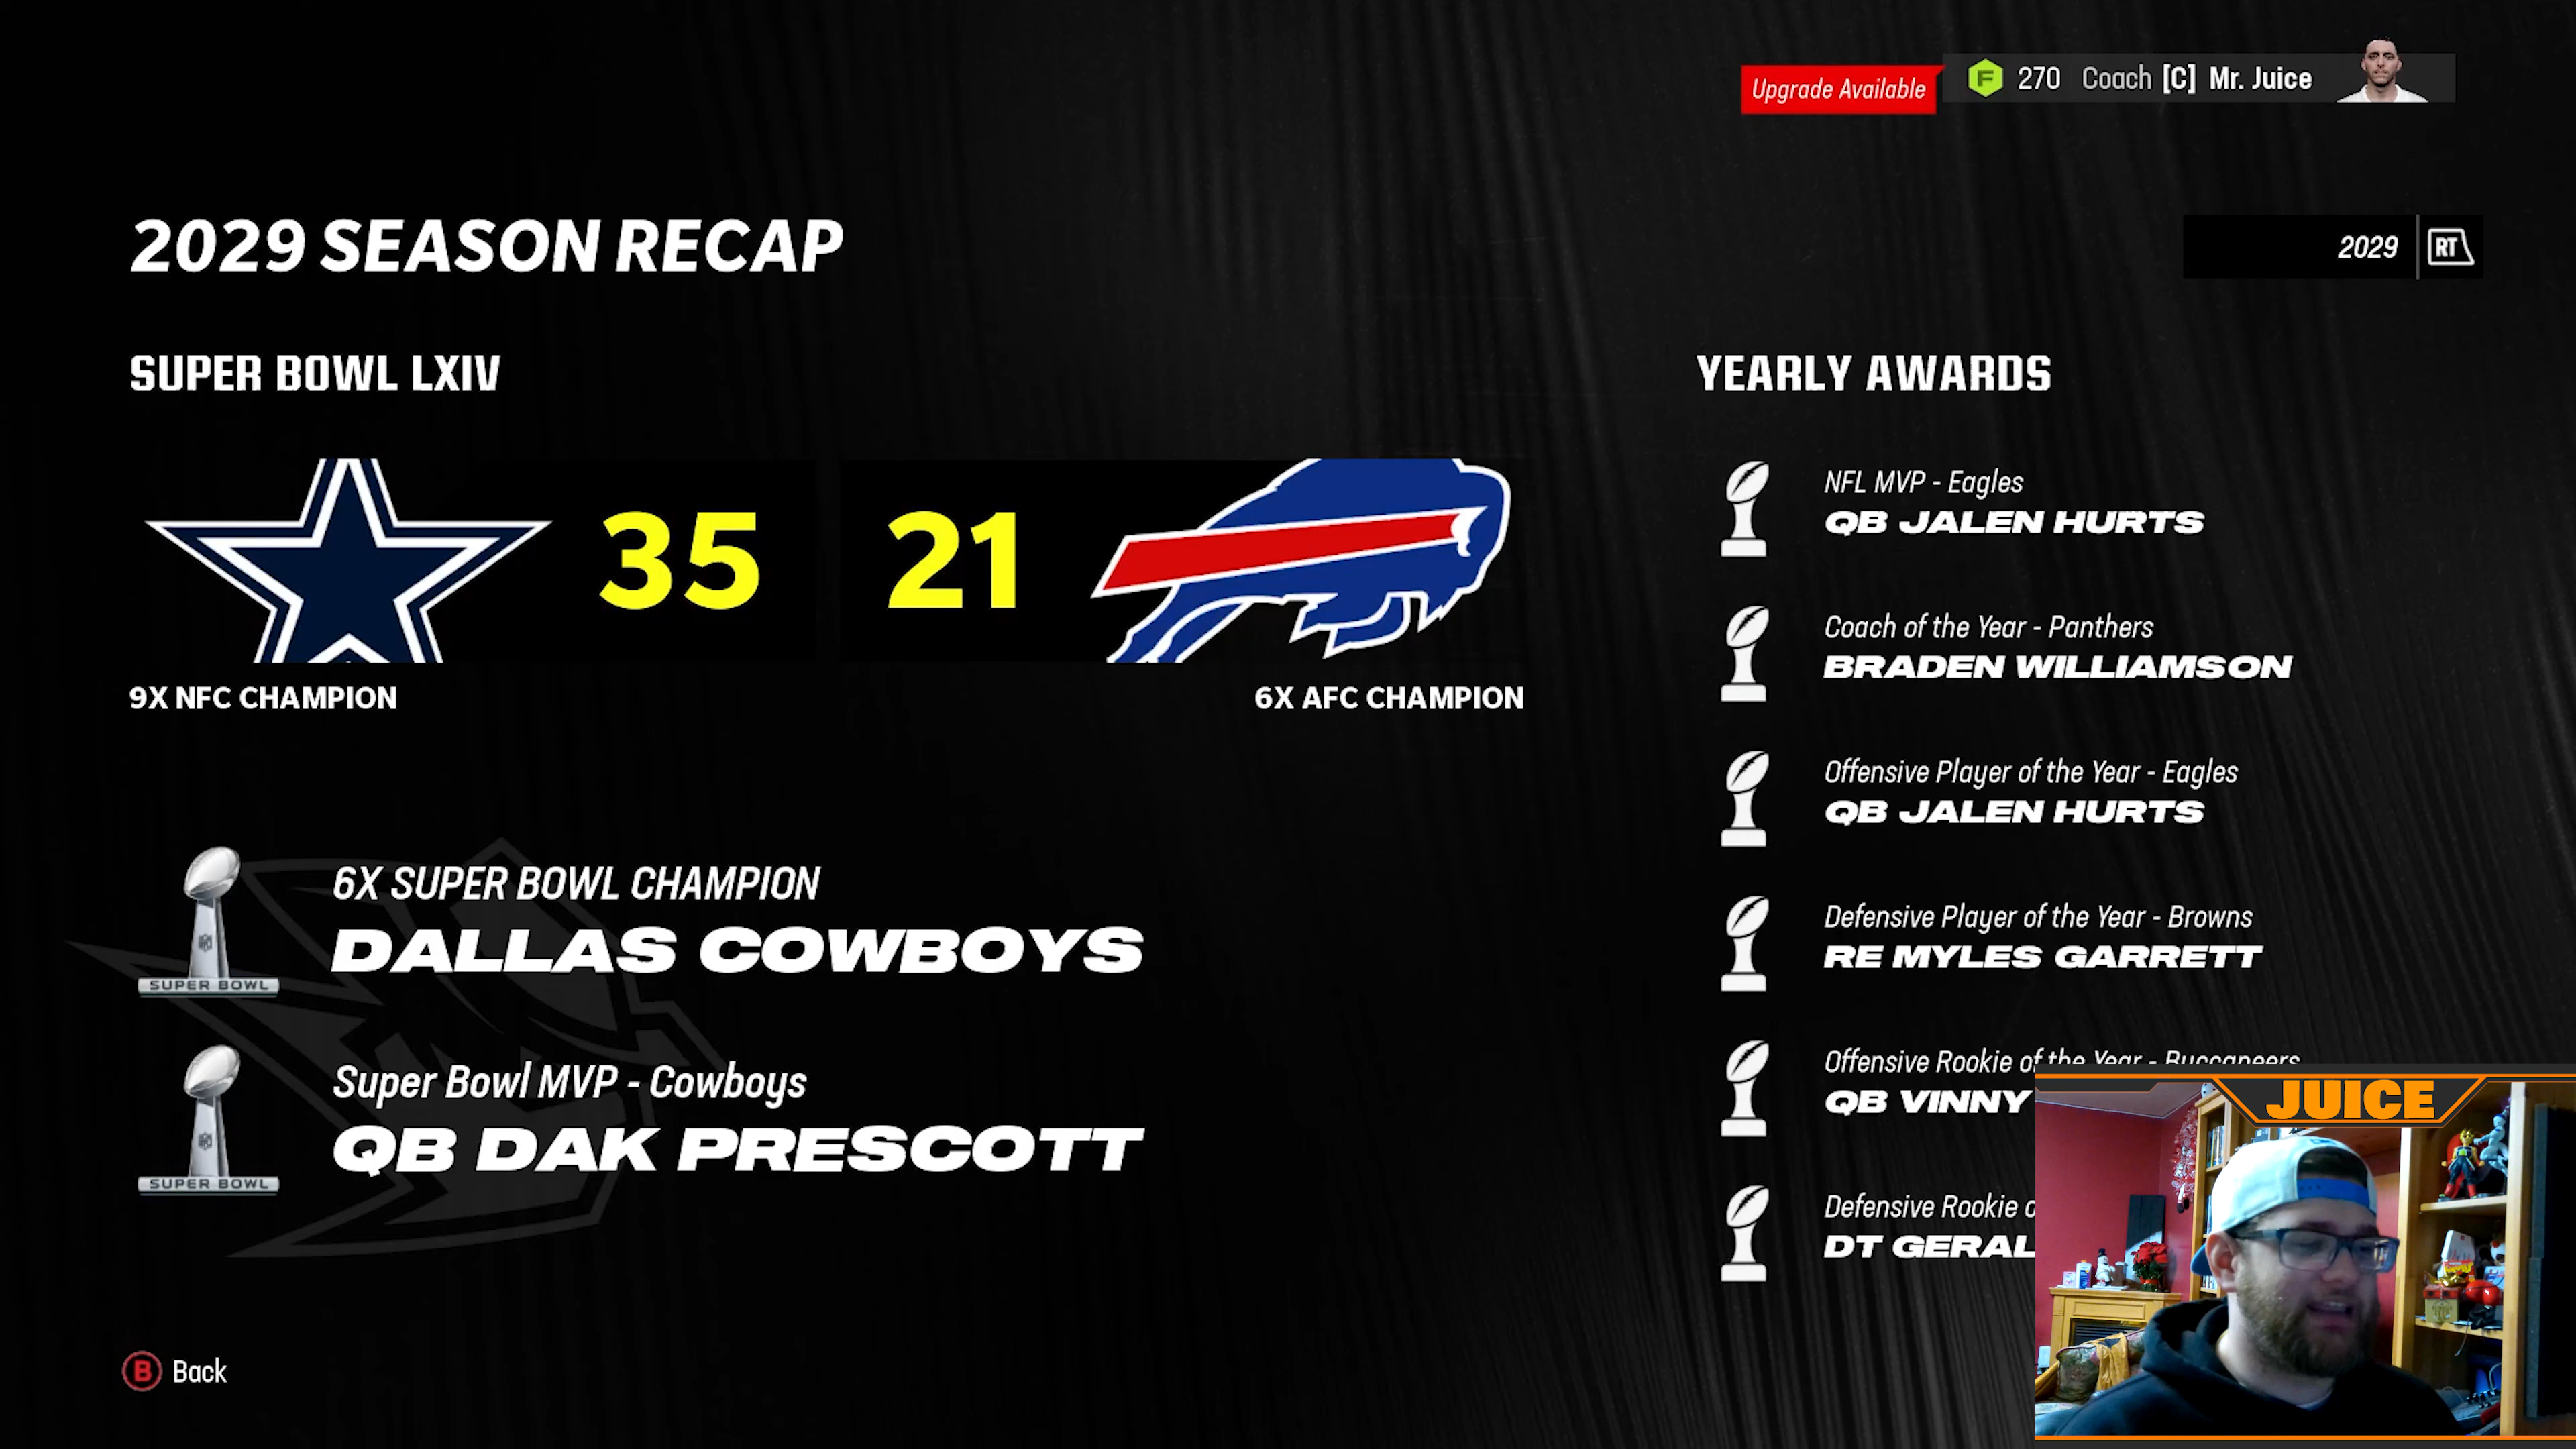 Upgrade Available
F 270 Coach [C] Mr. Juice
2029 SEASON RECAP
2029 RT
SUPER BOWL LXIV
35 21
9X NFC CHAMPION
6X AFC CHAMPION
6X SUPER BOWL CHAMPION
DALLAS COWBOYS
SUPER BOWL
Super Bowl MVP - Cowboys
QB DAK PRESCOTT
SUPER BOWL
YEARLY AWARDS
NFL MVP - Eagles
QB JALEN HURTS
Coach of the Year - Panthers
BRADEN WILLIAMSON
Offensive Player of the Year - Eagles
QB JALEN HURTS
Defensive Player of the Year - Browns
RE MYLES GARRETT
Offensive Rookie of the Year - Buccaneers
QB VINNY
Defensive Rookie
DT GERAL
JUICE
B Back